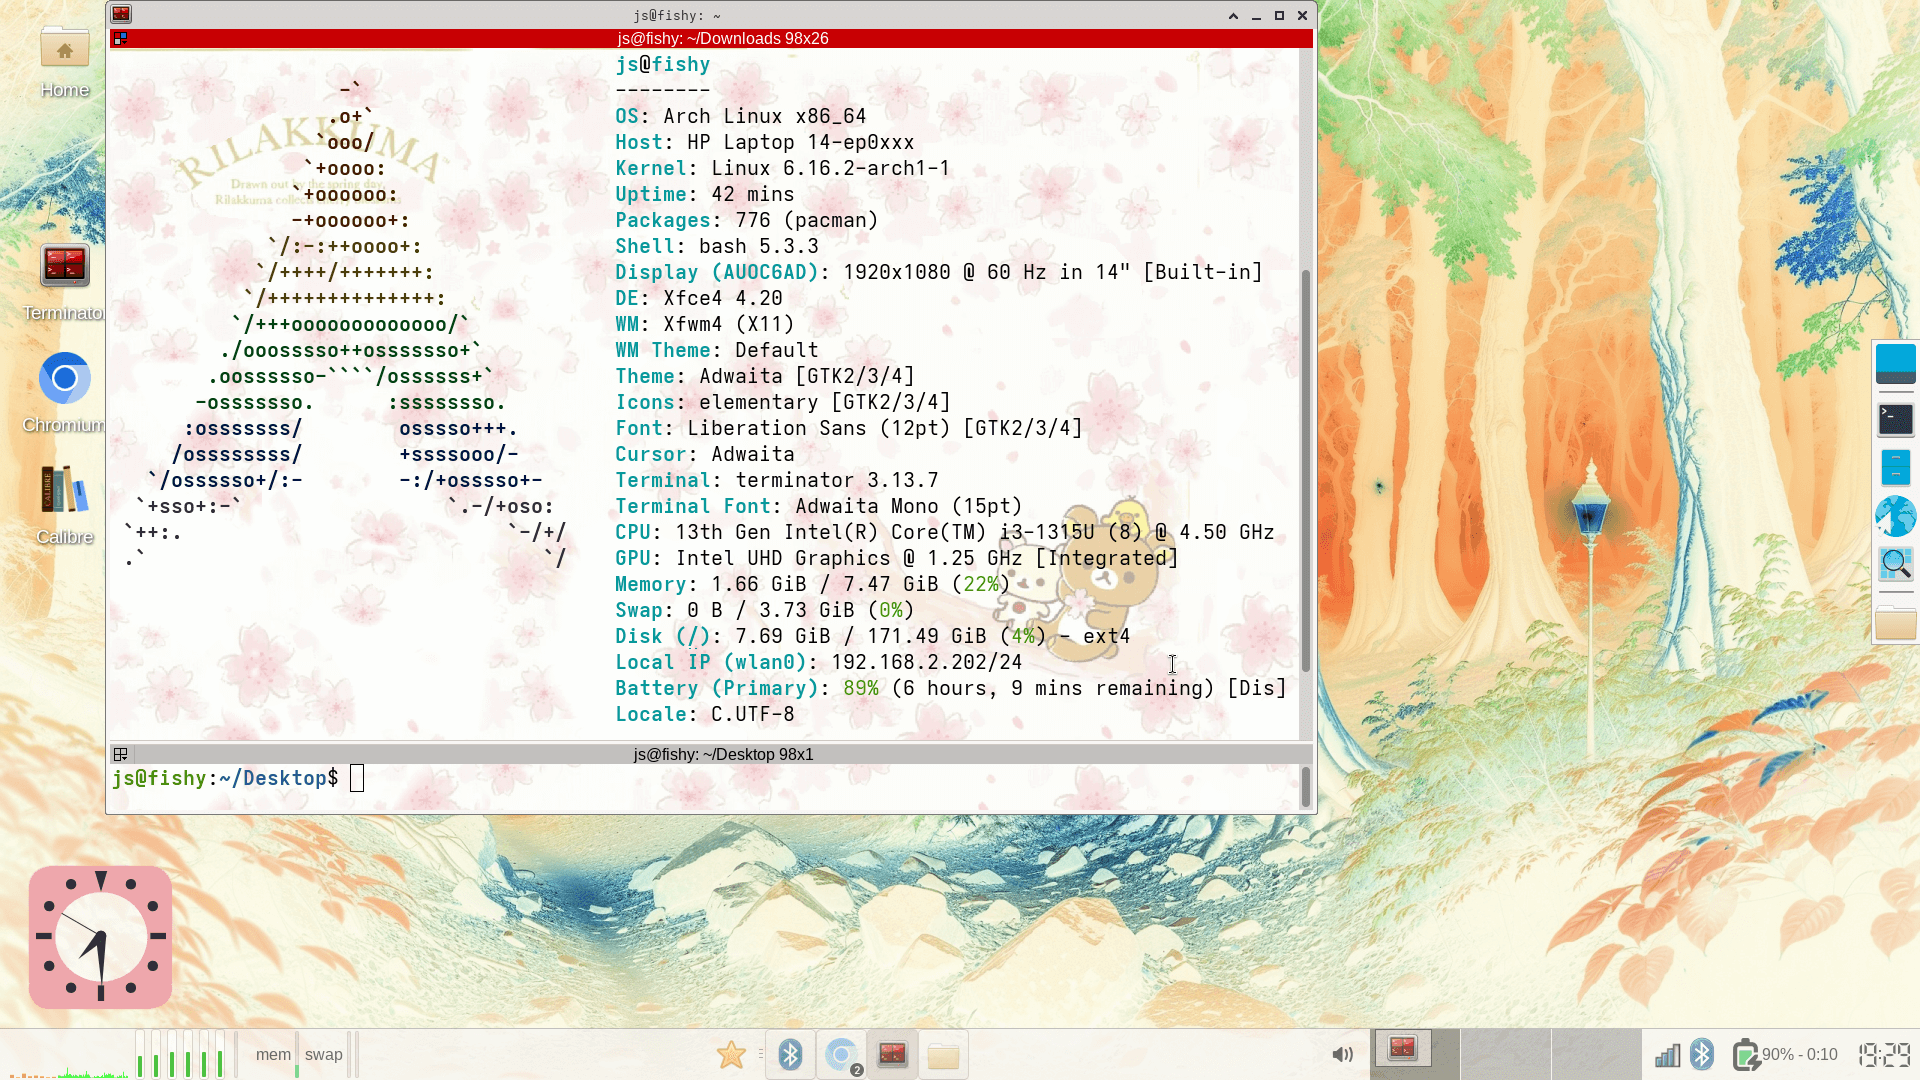 js@fishy: ~
js@fishy: ~/Downloads 98x26
Home
Terminato
Chromium
CALIBRE
Calibre
RILAKKUMA
Drawn out by the spring day
-`
.o+`
`ooo/
`+oooo:
`+oooooo:
-+oooooo+:
`/:-:++oooo+:
`/++++/+++++++:
`/++++++++++++++:
`/+++ooooooooooooo/`
./ooosssso++osssssso+`
.oossssso-````/ossssss+`
-osssssso.      :ssssssso.
:osssssss/        osssso+++.
/ossssssss/        +ssssooo/-
`/ossssso+/:-        -:/+osssso+-
`+sso+:-`                 `.-/+oso:
`++:.                           `-/+/
.`                                 `/
js@fishy
--------
OS: Arch Linux x86_64
Host: HP Laptop 14-ep0xxx
Kernel: Linux 6.16.2-arch1-1
Uptime: 42 mins
Packages: 776 (pacman)
Shell: bash 5.3.3
Display (AUOC6AD): 1920x1080 @ 60 Hz in 14" [Built-in]
DE: Xfce4 4.20
WM: Xfwm4 (X11)
WM Theme: Default
Theme: Adwaita [GTK2/3/4]
Icons: elementary [GTK2/3/4]
Font: Liberation Sans (12pt) [GTK2/3/4]
Cursor: Adwaita
Terminal: terminator 3.13.7
Terminal Font: Adwaita Mono (15pt)
CPU: 13th Gen Intel(R) Core(TM) i3-1315U (8) @ 4.50 GHz
GPU: Intel UHD Graphics @ 1.25 GHz [Integrated]
Memory: 1.66 GiB / 7.47 GiB (22%)
Swap: 0 B / 3.73 GiB (0%)
Disk (/): 7.69 GiB / 171.49 GiB (4%) - ext4
Local IP (wlan0): 192.168.2.202/24
Battery (Primary): 89% (6 hours, 9 mins remaining) [Dis]
Locale: C.UTF-8
js@fishy: ~/Desktop 98x1
js@fishy:~/Desktop$
mem
swap
2
90% - 0:10
19:29